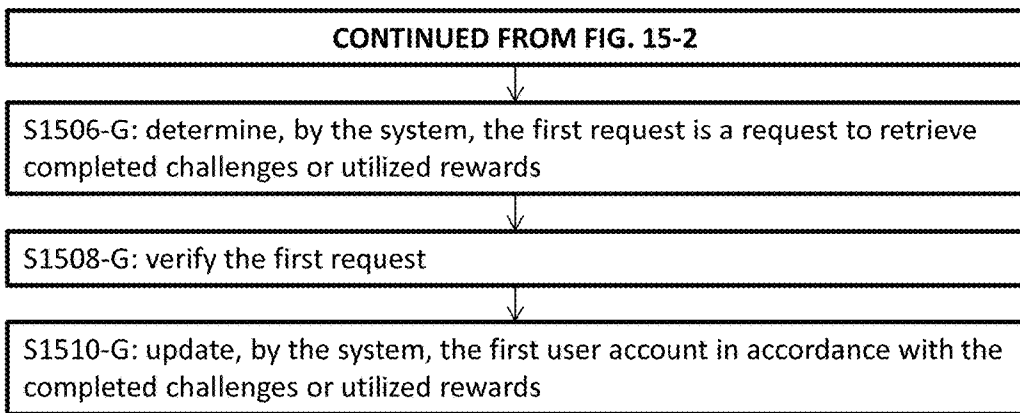 CONTINUED FROM FIG. 15-2
S1506-G: determine, by the system, the first request is a request to retrieve
completed challenges or utilized rewards
S1508-G: verify the first request
S1510-G: update, by the system, the first user account in accordance with the
completed challenges or utilized rewards